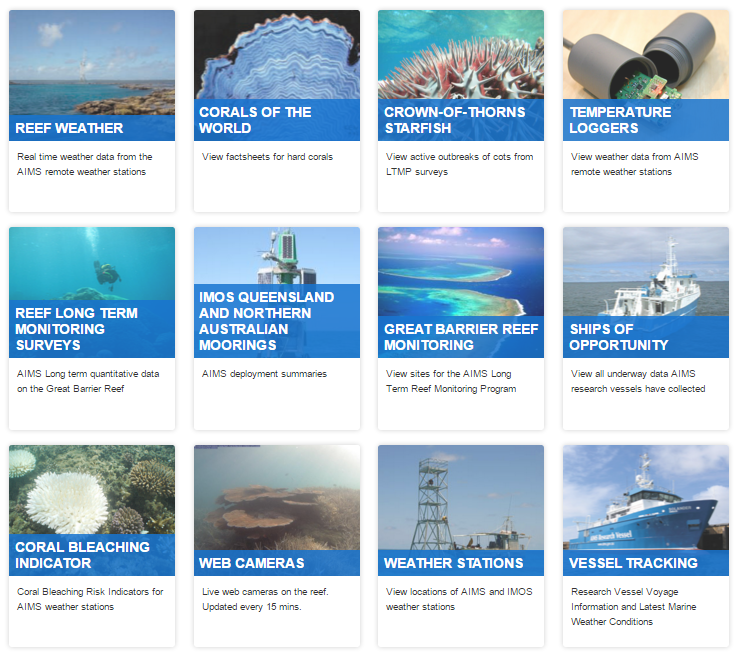 REEF WEATHER
Real time weather data from the
AIMS remote weather stations
CORALS OF THE
WORLD
View factsheets for hard corals
CROWN-OF-THORNS
STARFISH
View active outbreaks of cots from
LTMP surveys
TEMPERATURE
LOGGERS
View weather data from AIMS
remote weather stations
REEF LONG TERM
MONITORING
SURVEYS
AIMS Long term quantitative data
on the Great Barrier Reef
IMOS QUEENSLAND
AND NORTHERN
AUSTRALIAN
MOORINGS
AIMS deployment summaries
GREAT BARRIER REEF
MONITORING
View sites for the AIMS Long
Term Reef Monitoring Program
SHIPS OF
OPPORTUNITY
View all underway data AIMS
research vessels have collected
CORAL BLEACHING
INDICATOR
Coral Bleaching Risk Indicators for
AIMS weather stations
WEB CAMERAS
Live web cameras on the reef.
Updated every 15 mins.
WEATHER STATIONS
View locations of AIMS and IMOS
weather stations
VESSEL TRACKING
Research Vessel Voyage
Information and Latest Marine
Weather Conditions